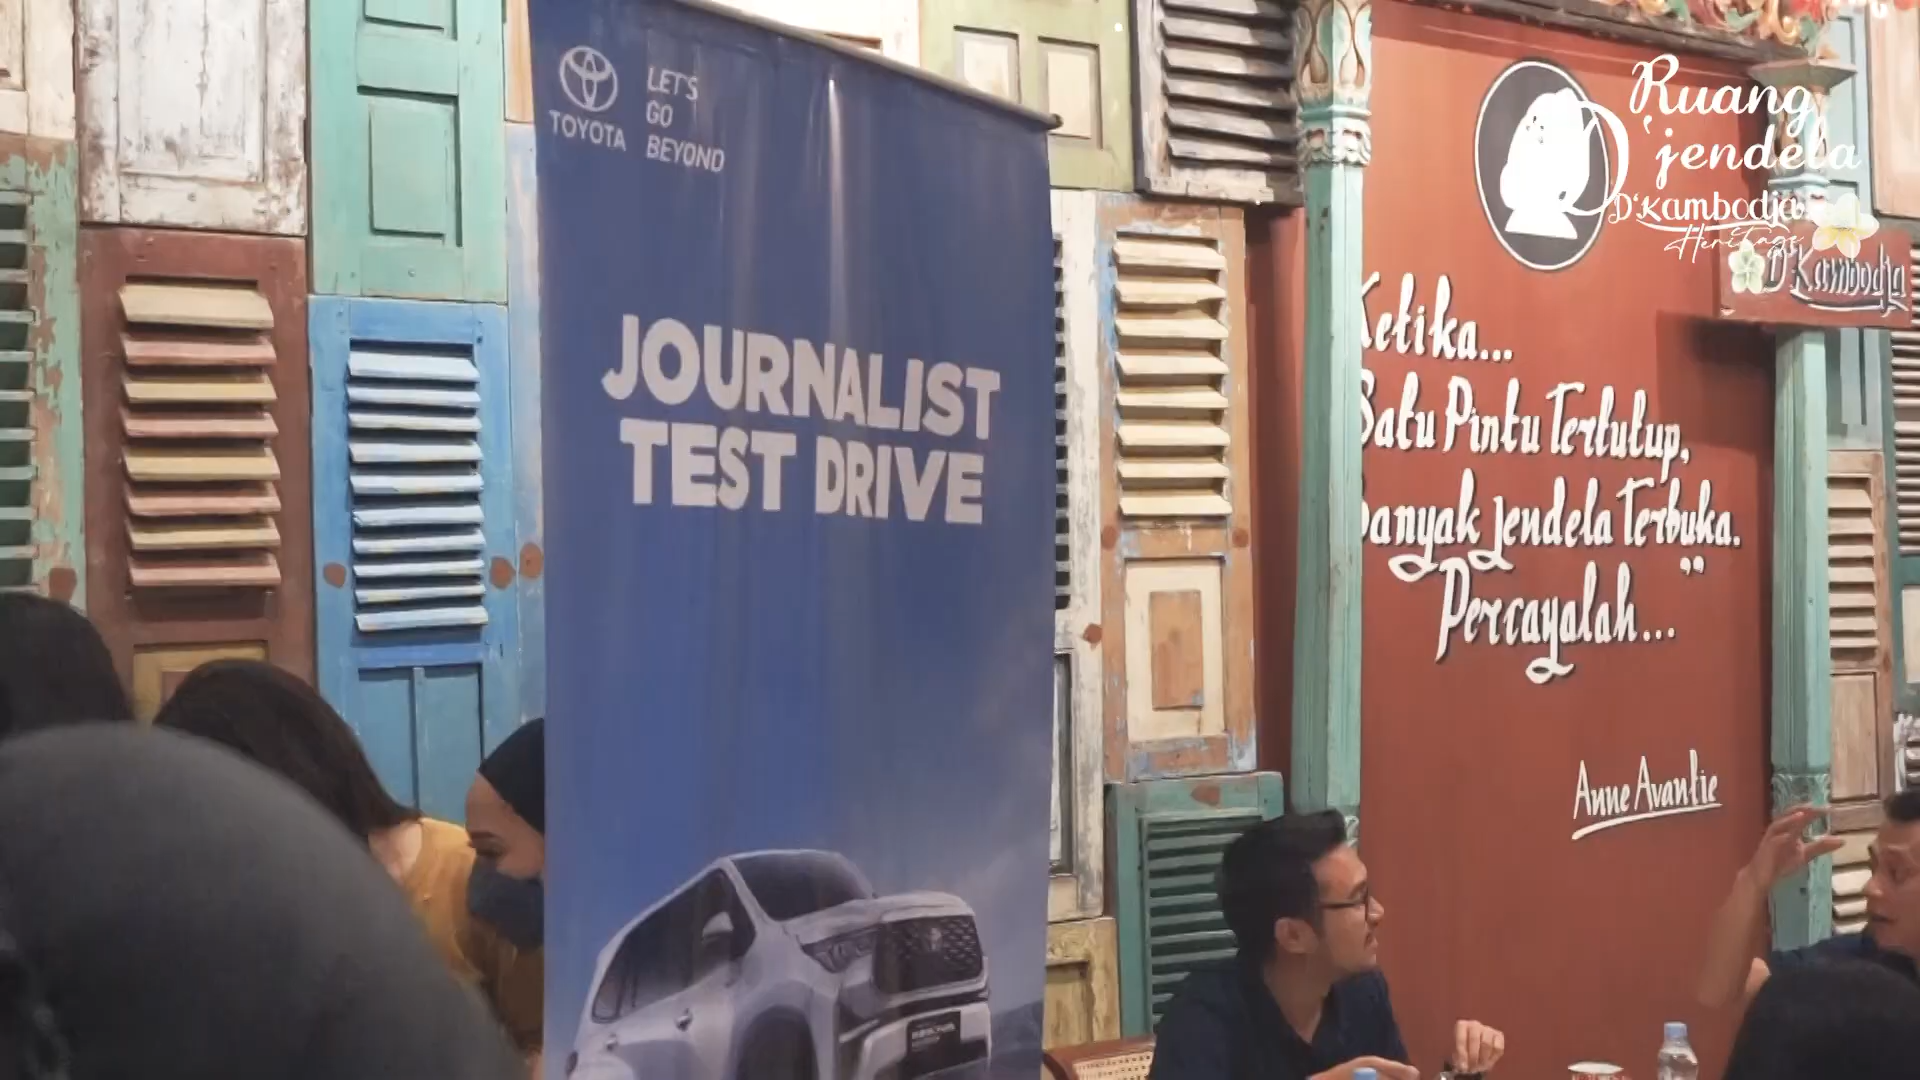 TOYOTA
LET'S
GO
BEYOND
JOURNALIST
TEST DRIVE
Ruang
D'jendela
D'Kambodja
Heritage
D'Kambodja
Ketika...
Satu Pintu Tertutup,
Banyak jendela Terbuka.
Percayalah... ”
Anne Avantie